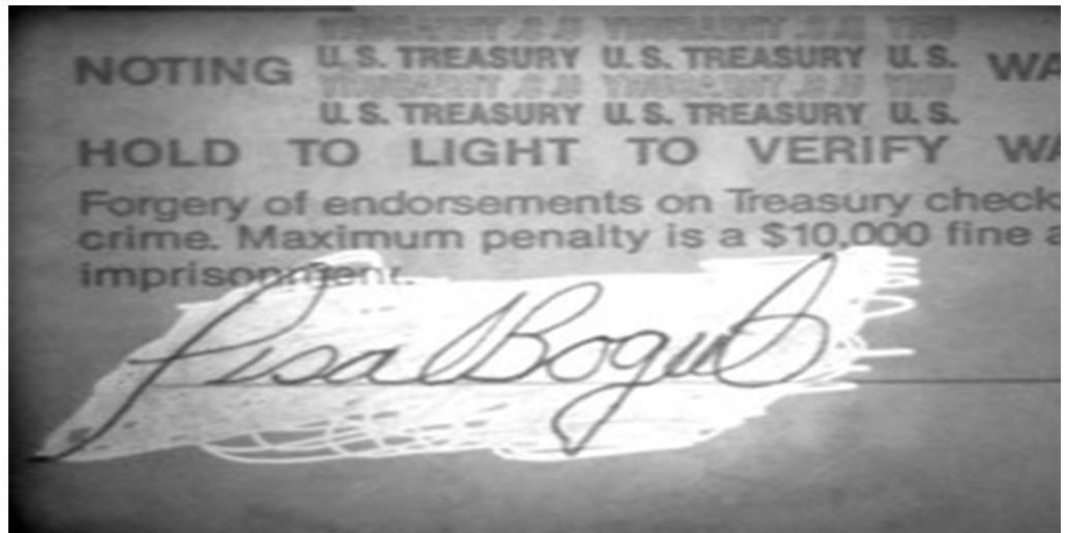 NOTING U. S. TREASURY U. S. TREASURY U. S. WA
U. S. TREASURY U. S. TREASURY U. S.
HOLD TO LIGHT TO VERIFY WA
Forgery of endorsements on Treasury check
crime. Maximum penalty is a $10,000 fine a
imprisonment.
Lisa